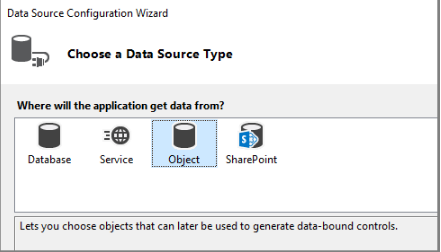 Data Source Configuration Wizard
Choose a Data Source Type
Where will the application get data from?
Database Service Object SharePoint
Lets you choose objects that can later be used to generate data-bound controls.